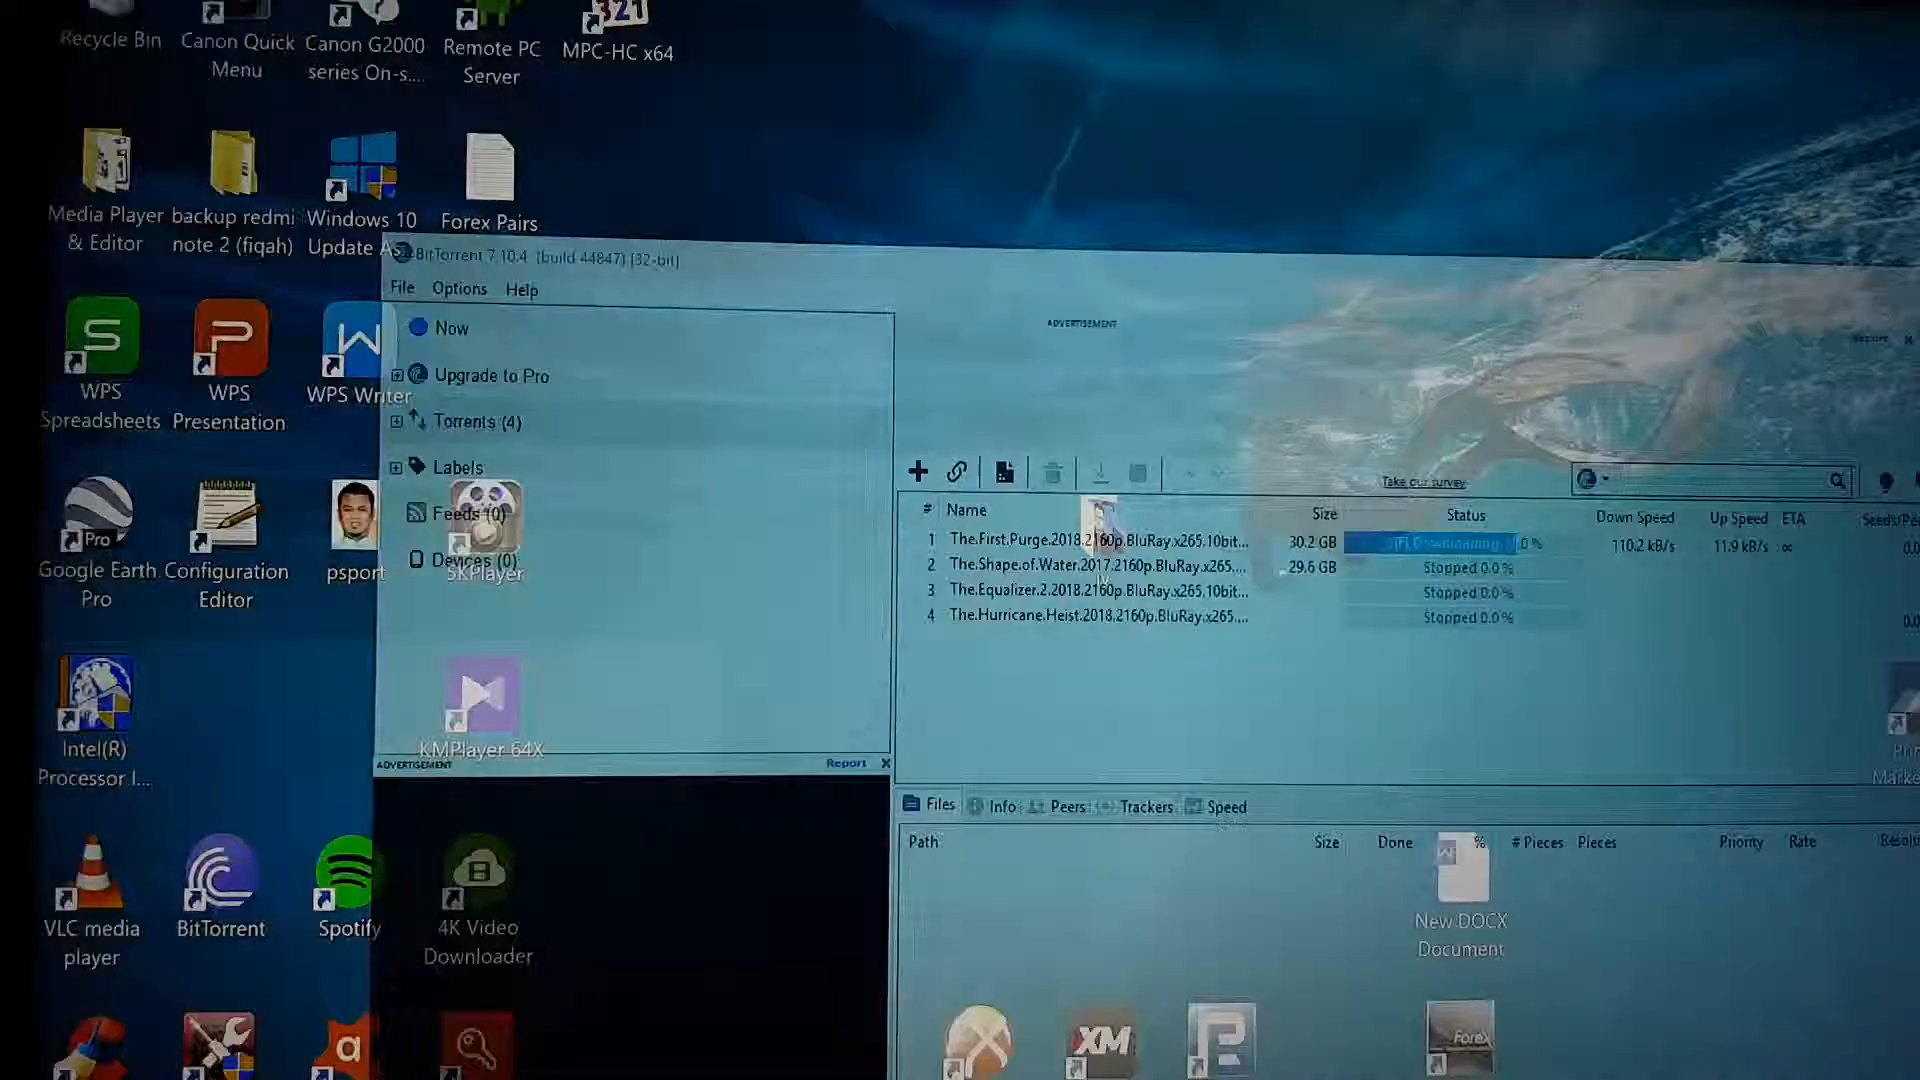 Recycle Bin
Canon Quick
Menu
Canon G2000
series On-s....
Remote PC
Server
321
MPC-HC x64
Media Player
& Editor
backup redmi
note 2 (fiqah)
Windows 10
Update As
Forex Pairs
BitTorrent 7.10.4 (build 44847) [32-bit]
File Options Help
Now
Upgrade to Pro
Torrents (4)
Labels
Feeds (0)
Devices (0)
ADVERTISEMENT
S
WPS
Spreadsheets
P
WPS
Presentation
W
WPS Writer
Pro
Google Earth
Pro
Configuration
Editor
psport
SKPlayer
Intel(R)
Processor I...
KMPlayer 64X
ADVERTISEMENT
Report X
Take our survey
# Name Size Status Down Speed Up Speed ETA
1 The.First.Purge.2018.2160p.BluRay.x265.10bit... 30.2 GB 0 % 110.2 kB/s 11.9 kB/s ∞
2 The.Shape.of.Water.2017.2160p.BluRay.x265.... 29.6 GB Stopped 0.0 %
3 The.Equalizer.2.2018.2160p.BluRay.x265.10bit... Stopped 0.0 %
4 The.Hurricane.Heist.2018.2160p.BluRay.x265.... Stopped 0.0 %
Files Info Peers Trackers Speed
Path Size Done % # Pieces Pieces Priority Rate
VLC media
player
BitTorrent
Spotify
4K Video
Downloader
W
New DOCX
Document
a
XM
Forex